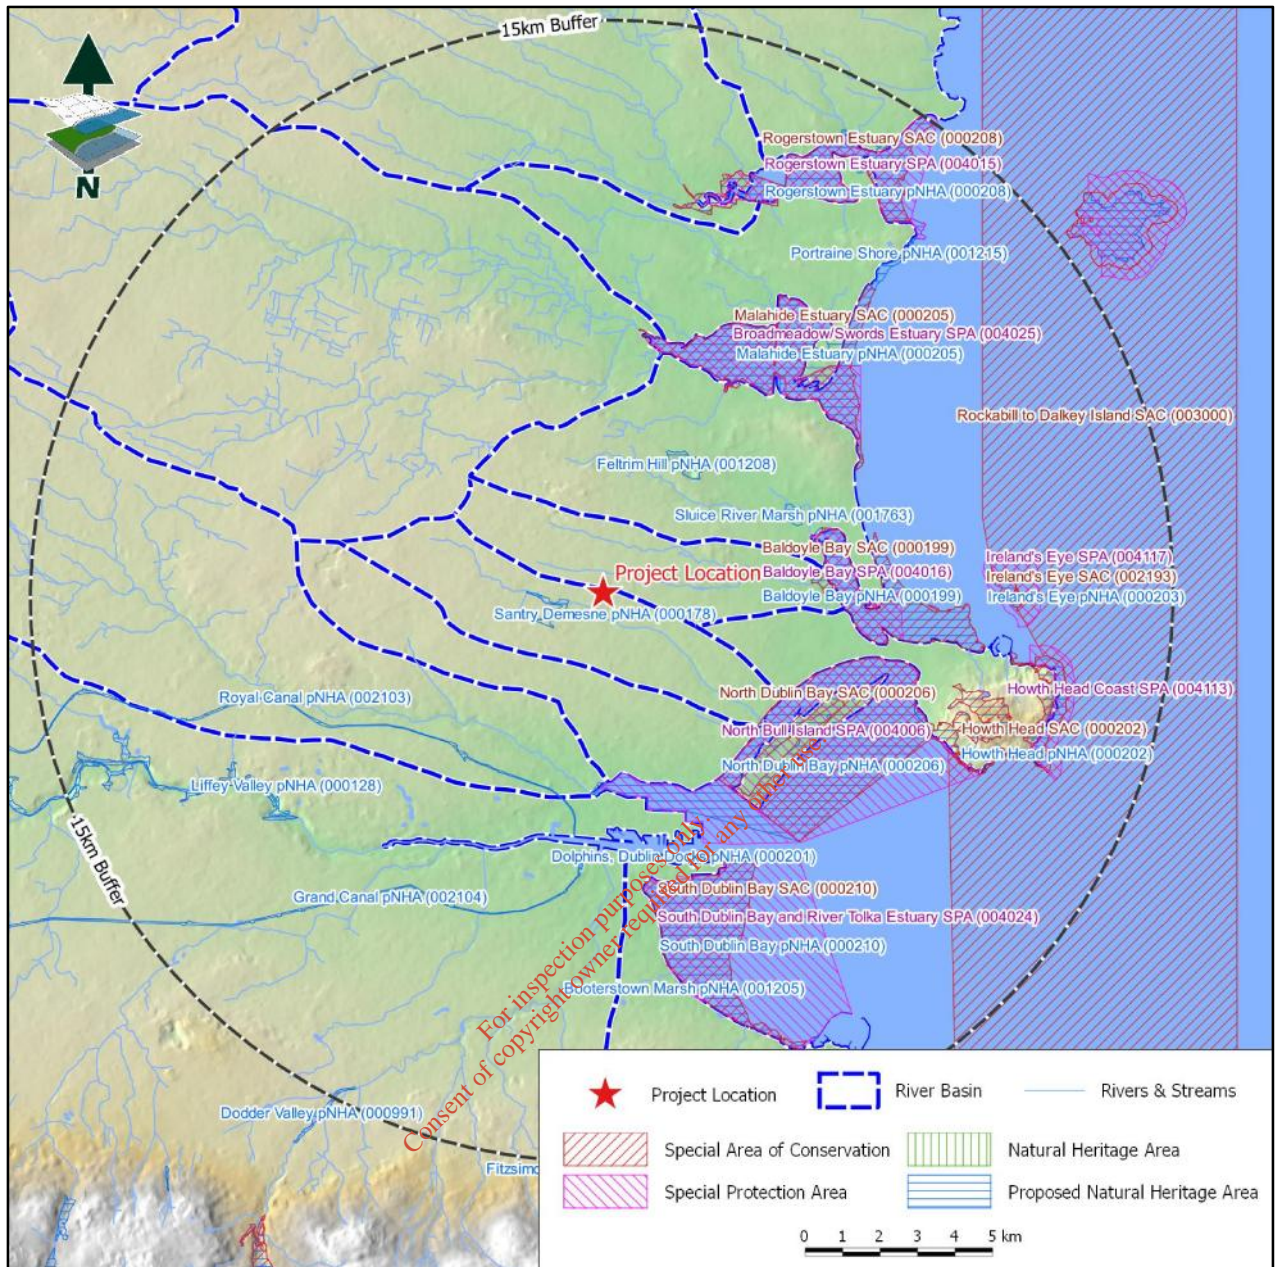 15km Buffer
N
Rogerstown Estuary SAC (000208)
Rogerstown Estuary SPA (004015)
Rogerstown Estuary pNHA (000208)
Portraine Shore pNHA (001215)
Malahide Estuary SAC (000205)
Broadmeadow/Swords Estuary SPA (004025)
Malahide Estuary pNHA (000205)
Rockabill to Dalkey Island SAC (003000)
Feltrim Hill pNHA (001208)
Sluice River Marsh pNHA (001763)
Baldoyle Bay SAC (000199)
Ireland's Eye SPA (004117)
Project Location
Baldoyle Bay SPA (004016)
Ireland's Eye SAC (002193)
Baldoyle Bay pNHA (000199)
Ireland's Eye pNHA (000203)
Santry Demesne pNHA (000178)
Royal Canal pNHA (002103)
North Dublin Bay SAC (000206)
Howth Head Coast SPA (004113)
North Bull Island SPA (004006)
Howth Head SAC (000202)
North Dublin Bay pNHA (000206)
Howth Head pNHA (000202)
Liffey Valley pNHA (000128)
15km Buffer
Dolphins, Dublin Docks pNHA (000201)
South Dublin Bay SAC (000210)
Grand Canal pNHA (002104)
South Dublin Bay and River Tolka Estuary SPA (004024)
South Dublin Bay pNHA (000210)
Booterstown Marsh pNHA (001205)
For inspection purposes only
Consent of copyright owner required for any other use
Dodder Valley pNHA (000991)
Fitzsimo
Project Location
River Basin
Rivers & Streams
Special Area of Conservation
Natural Heritage Area
Special Protection Area
Proposed Natural Heritage Area
0 1 2 3 4 5 km